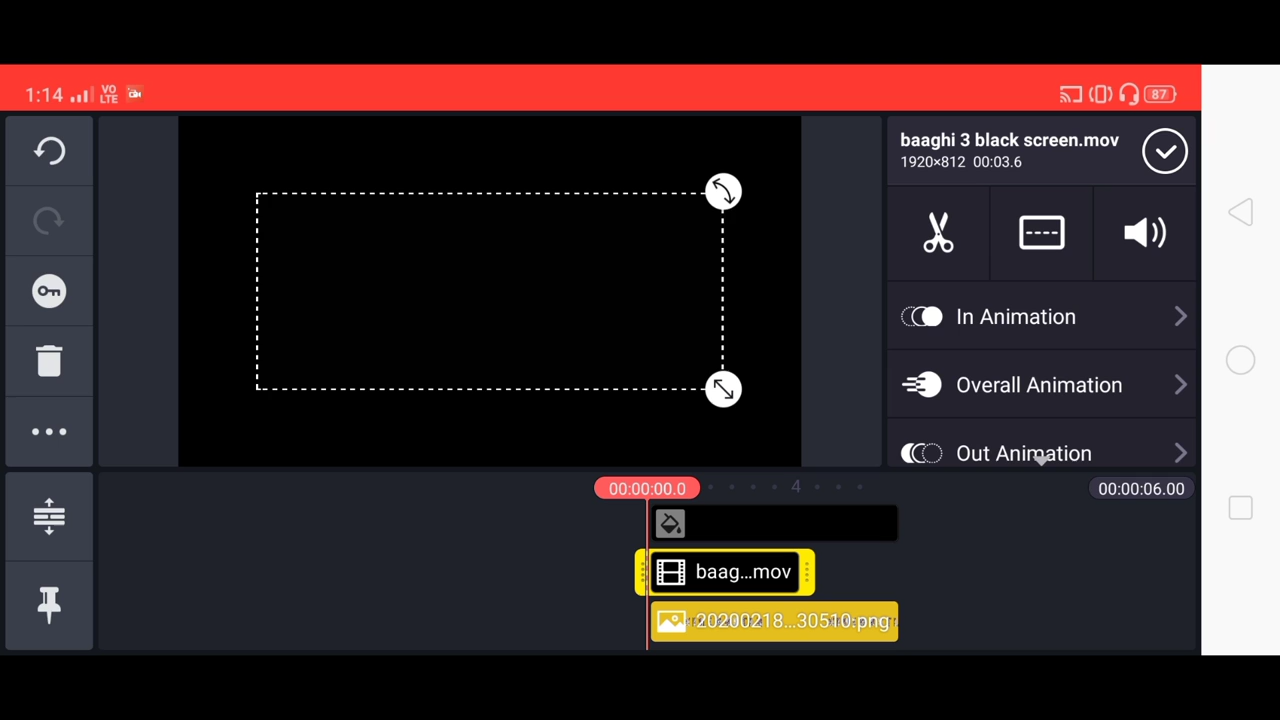 1:14 VO LTE 87
baaghi 3 black screen.mov
1920×812 00:03.6
In Animation
Overall Animation
Out Animation
00:00:00.0 4 00:00:06.00
baag...mov
20200218...30510.png